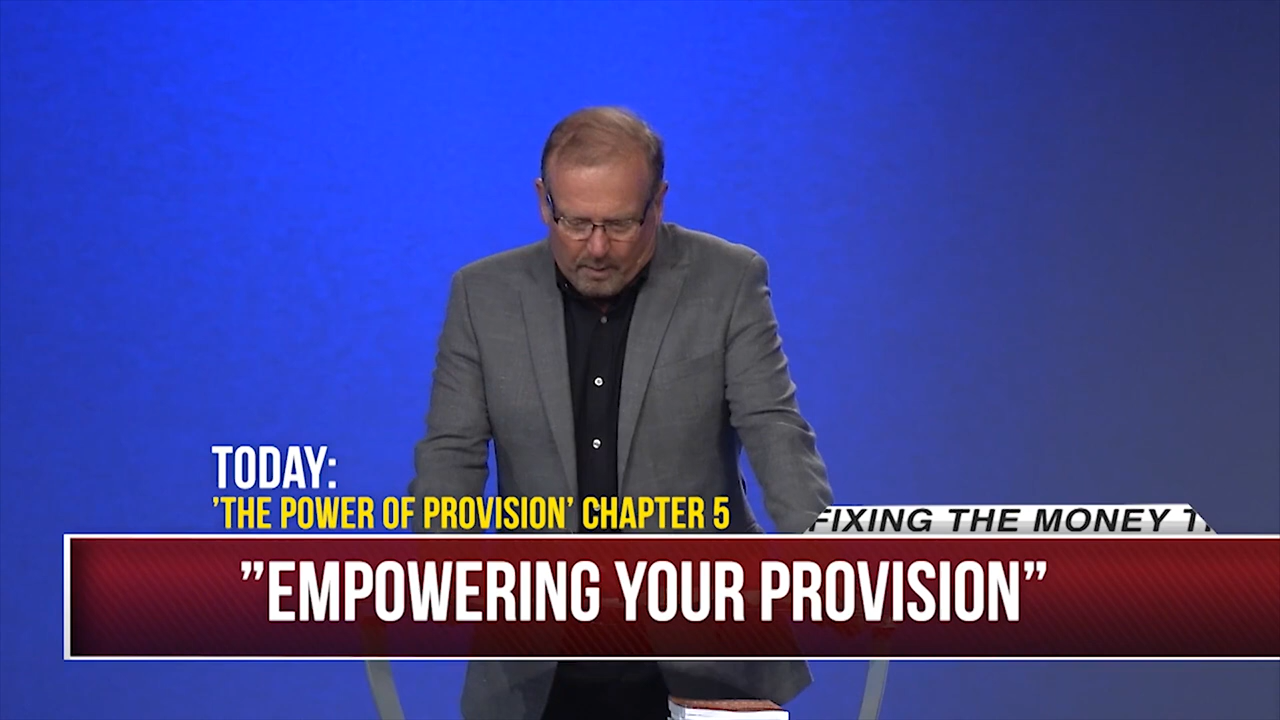 TODAY:
’THE POWER OF PROVISION’ CHAPTER 5
FIXING THE MONEY
”EMPOWERING YOUR PROVISION”